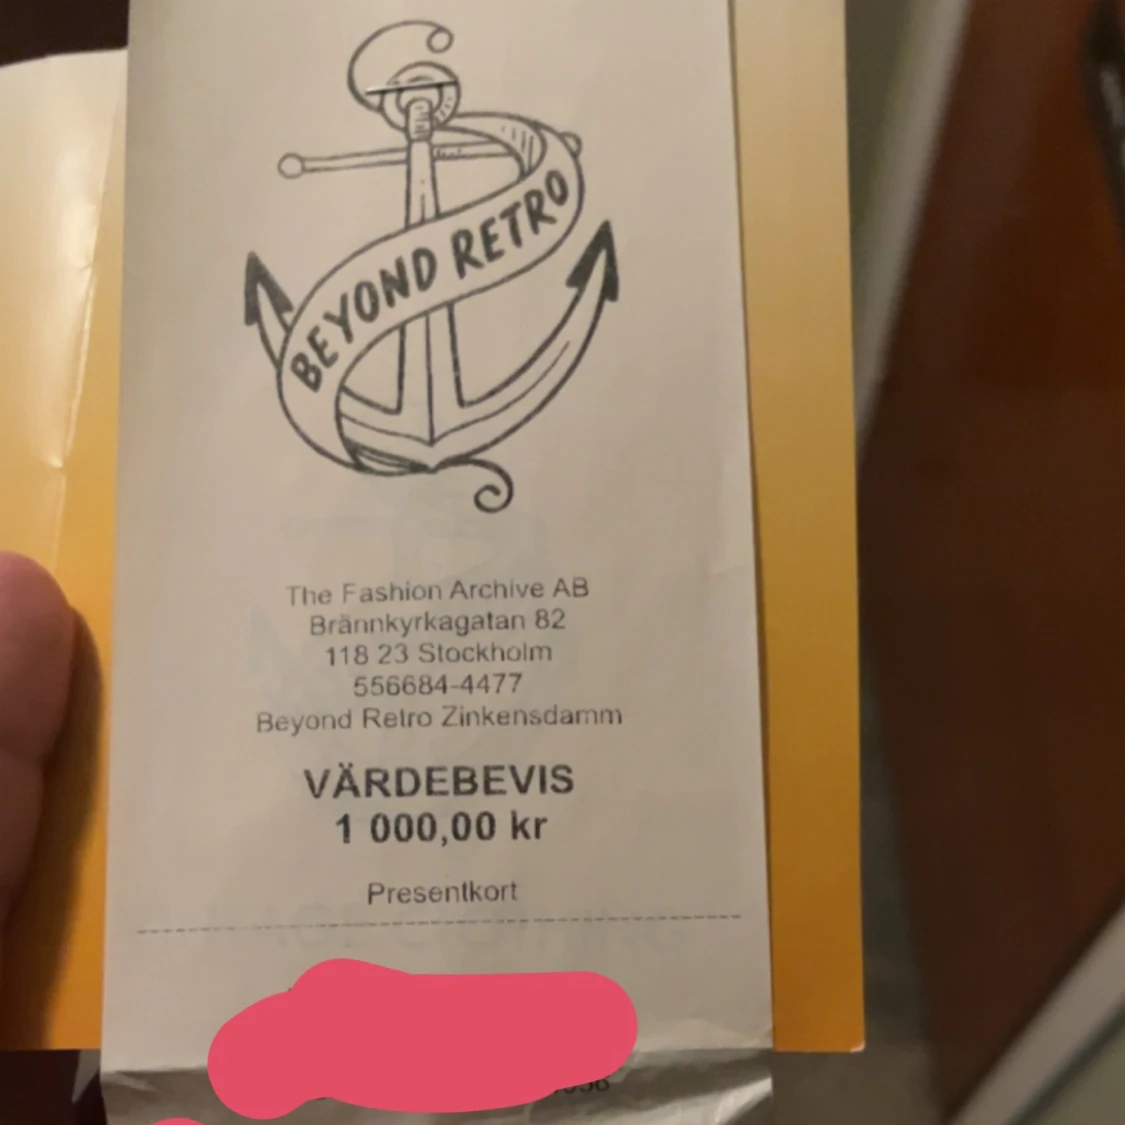 BEYOND RETRO
The Fashion Archive AB
Brännkyrkagatan 82
118 23 Stockholm
556684-4477
Beyond Retro Zinkensdamm
VÄRDEBEVIS
1 000,00 kr
Presentkort